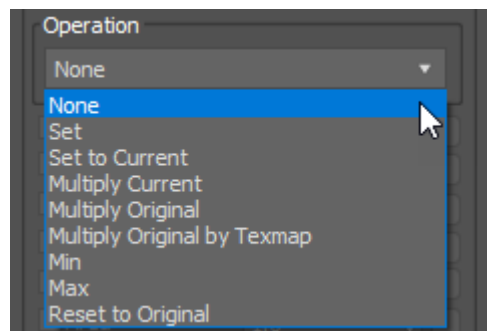 Operation
None
None
Set
Set to Current
Multiply Current
Multiply Original
Multiply Original by Texmap
Min
Max
Reset to Original